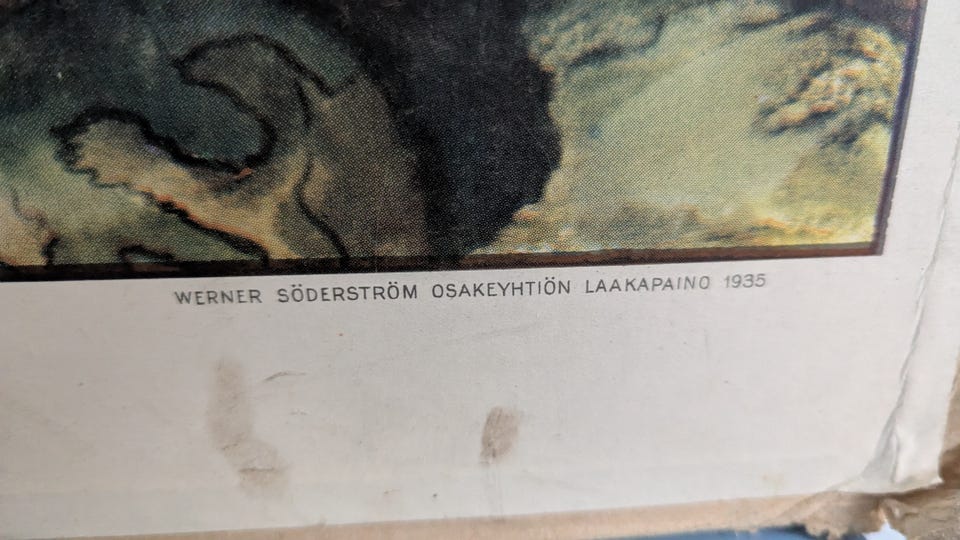 WERNER SÖDERSTRÖM OSAKEYHTIÖN LAAKAPAINO 1935